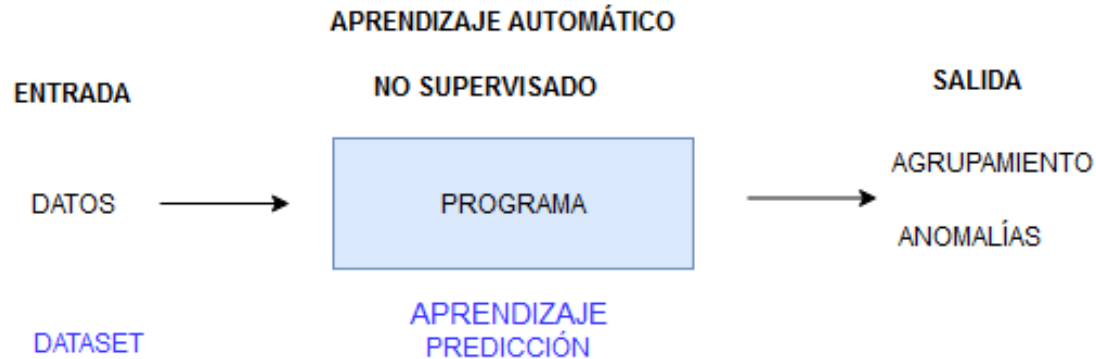 APRENDIZAJE AUTOMÁTICO
NO SUPERVISADO
ENTRADA
SALIDA
DATOS
PROGRAMA
AGRUPAMIENTO
ANOMALÍAS
DATASET
APRENDIZAJE
PREDICCIÓN